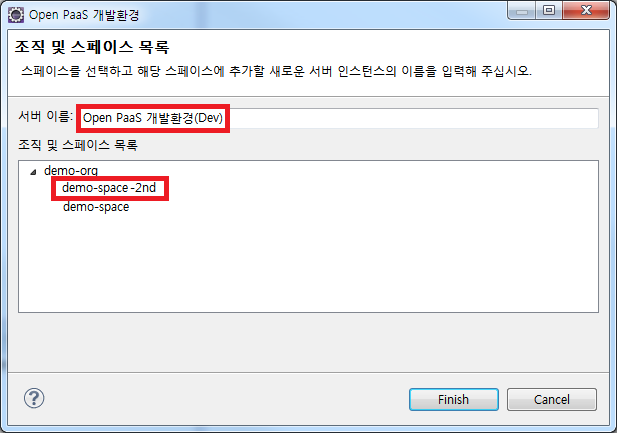 Open PaaS 개발환경
조직 및 스페이스 목록
스페이스를 선택하고 해당 스페이스에 추가할 새로운 서버 인스턴스의 이름을 입력해 주십시오.
서버 이름: Open PaaS 개발환경(Dev)
조직 및 스페이스 목록
demo-org
demo-space-2nd
demo-space
?
Finish Cancel